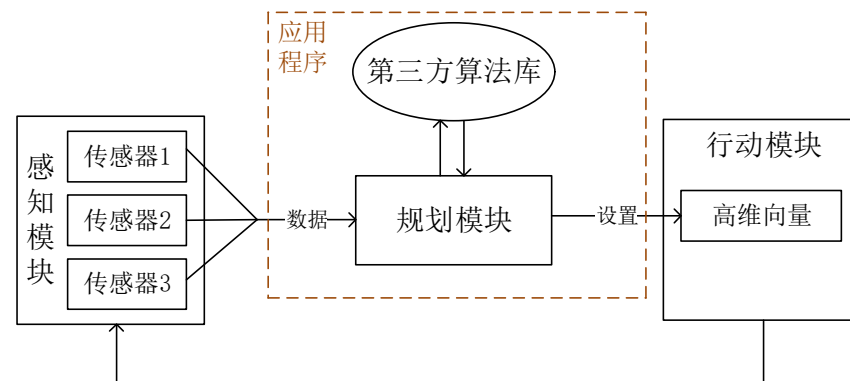 应用
程序
第三方算法库
感
知
模
块
传感器1
传感器2
传感器3
数据
规划模块
设置
行动模块
高维向量